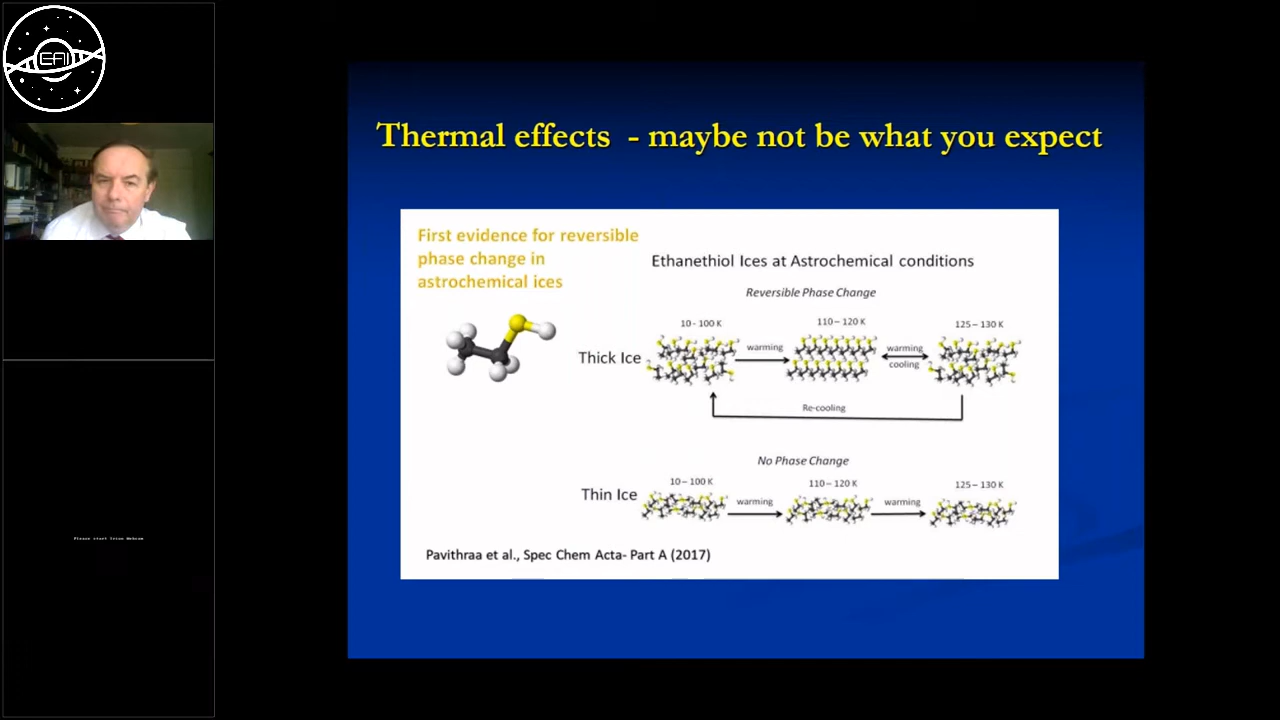 EAI
Thermal effects - maybe not be what you expect
First evidence for reversible
phase change in
astrochemical ices
Ethanethiol Ices at Astrochemical conditions
Reversible Phase Change
10 - 100 K
110 – 120 K
125 – 130 K
Thick Ice
warming
warming
cooling
Re-cooling
No Phase Change
10 – 100 K
110 – 120 K
125 – 130 K
Thin Ice
warming
warming
Pavithraa et al., Spec Chem Acta- Part A (2017)